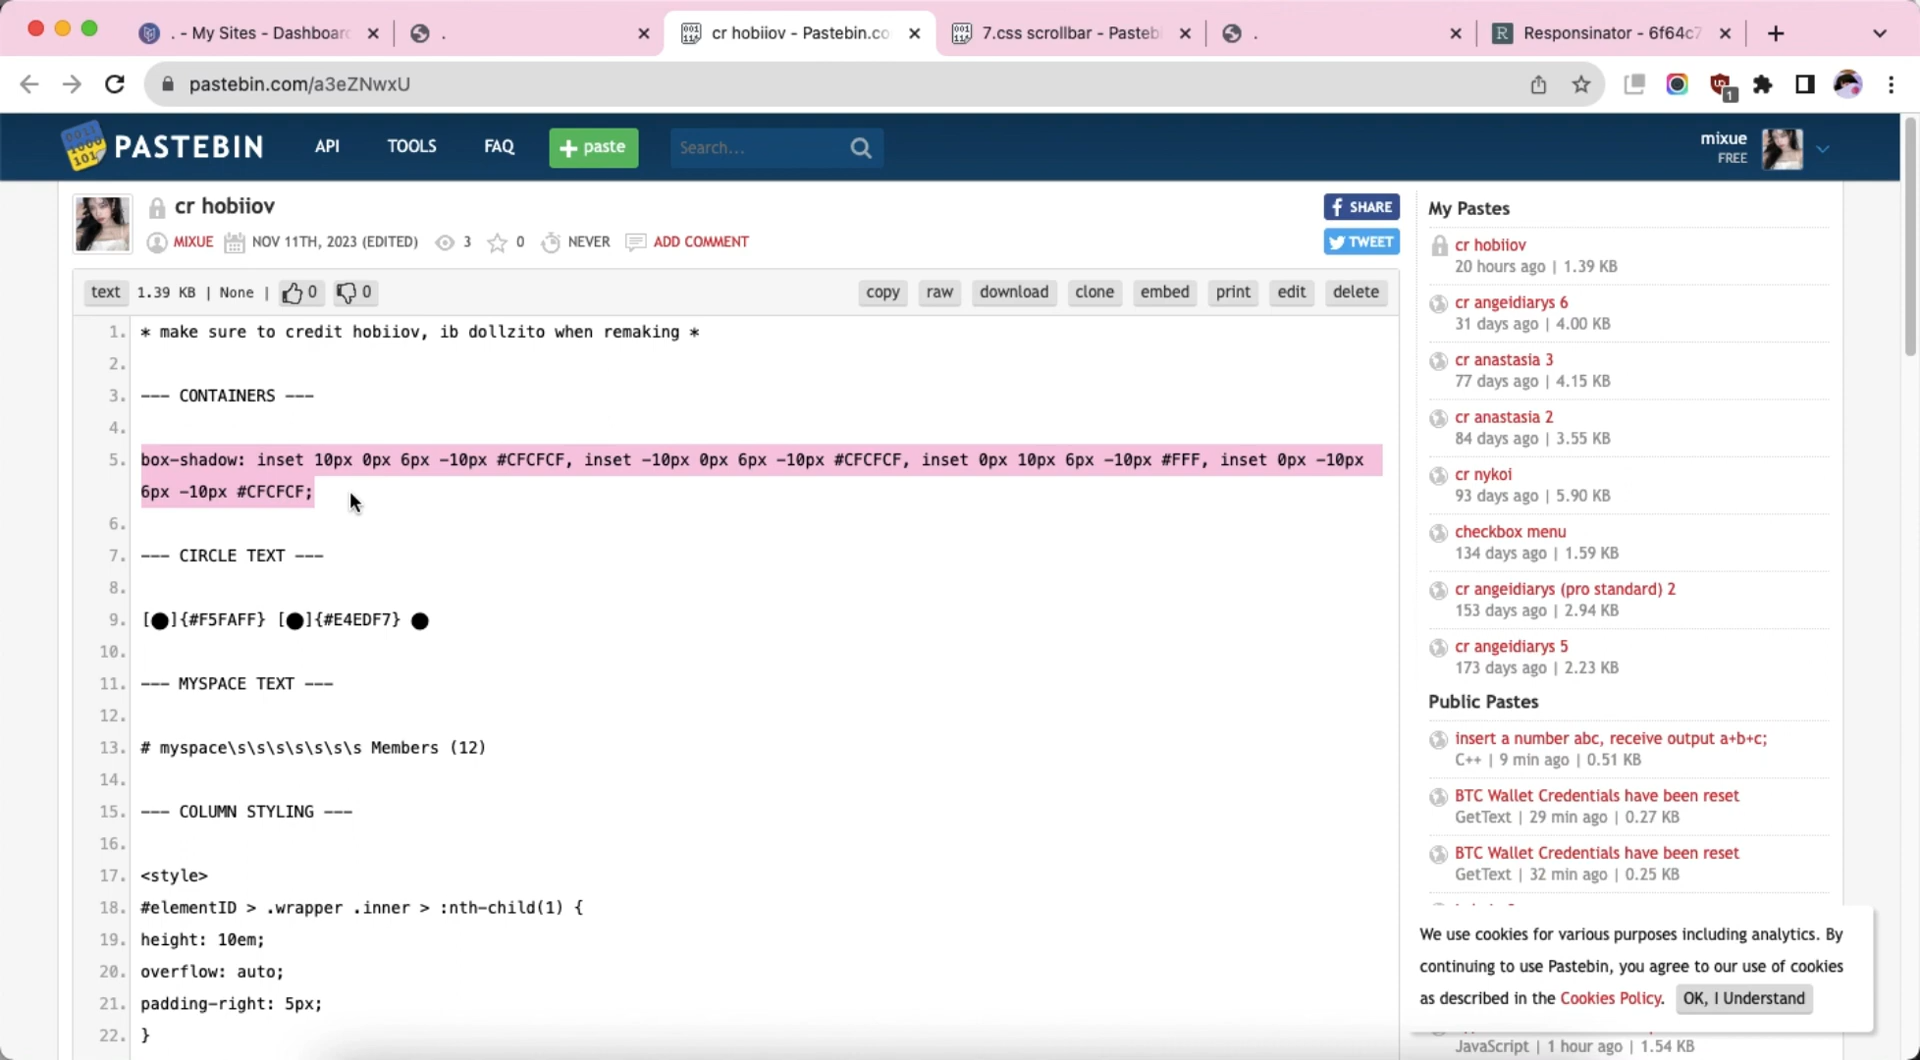 . - My Sites - Dashboard
.
cr hobiiov - Pastebin.co
7.css scrollbar - Pasteb
.
Responsinator - 6f64c7
pastebin.com/a3eZNwxU
1
PASTEBIN
API
TOOLS
FAQ
+ paste
Search...
mixue
FREE
cr hobiiov
MIXUE
NOV 11TH, 2023 (EDITED)
3
0
NEVER
ADD COMMENT
SHARE
TWEET
text 1.39 KB | None | 0 0
copy raw download clone embed print edit delete
1. * make sure to credit hobiiov, ib dollzito when remaking *
2.
3. --- CONTAINERS ---
4.
5. box-shadow: inset 10px 0px 6px -10px #CFCFCF, inset -10px 0px 6px -10px #CFCFCF, inset 0px 10px 6px -10px #FFF, inset 0px -10px
6px -10px #CFCFCF;
6.
7. --- CIRCLE TEXT ---
8.
9. [●]{#F5FAFF} [●]{#E4EDF7} ●
10.
11. --- MYSPACE TEXT ---
12.
13. # myspace\s\s\s\s\s\s\s Members (12)
14.
15. --- COLUMN STYLING ---
16.
17. <style>
18. #elementID > .wrapper .inner > :nth-child(1) {
19. height: 10em;
20. overflow: auto;
21. padding-right: 5px;
22. }
My Pastes
cr hobiiov
20 hours ago | 1.39 KB
cr angeidiarys 6
31 days ago | 4.00 KB
cr anastasia 3
77 days ago | 4.15 KB
cr anastasia 2
84 days ago | 3.55 KB
cr nykoi
93 days ago | 5.90 KB
checkbox menu
134 days ago | 1.59 KB
cr angeidiarys (pro standard) 2
153 days ago | 2.94 KB
cr angeidiarys 5
173 days ago | 2.23 KB
Public Pastes
insert a number abc, receive output a+b+c;
C++ | 9 min ago | 0.51 KB
BTC Wallet Credentials have been reset
GetText | 29 min ago | 0.27 KB
BTC Wallet Credentials have been reset
GetText | 32 min ago | 0.25 KB
We use cookies for various purposes including analytics. By
continuing to use Pastebin, you agree to our use of cookies
as described in the Cookies Policy. OK, I Understand
JavaScript | 1 hour ago | 1.54 KB